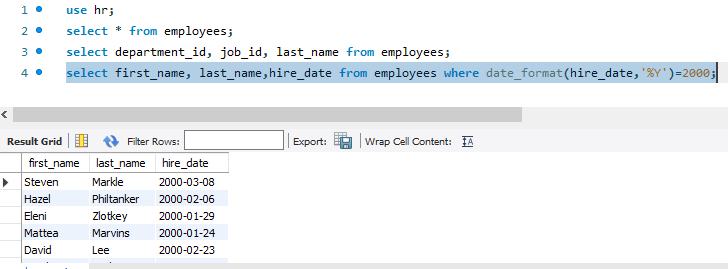 1 use hr;
2 select * from employees;
3 select department_id, job_id, last_name from employees;
4 select first_name, last_name,hire_date from employees where date_format(hire_date,'%Y')=2000;
Result Grid Filter Rows: Export: Wrap Cell Content: IA
first_name last_name hire_date
Steven Markle 2000-03-08
Hazel Philtanker 2000-02-06
Eleni Zlotkey 2000-01-29
Mattea Marvins 2000-01-24
David Lee 2000-02-23